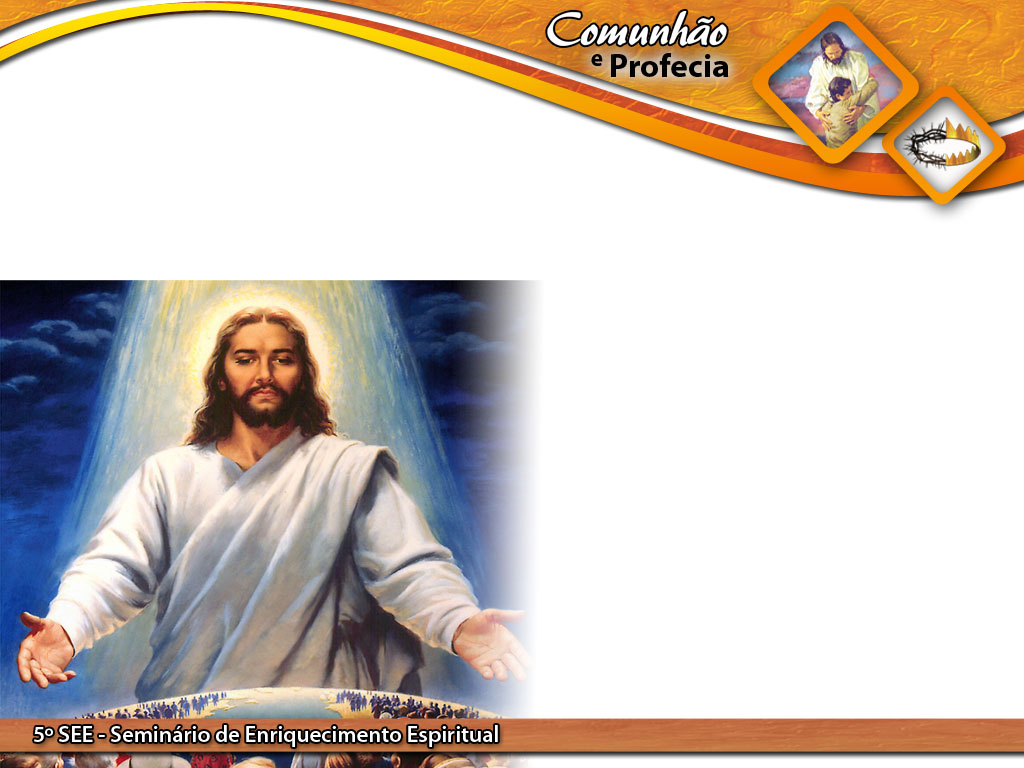 Comunhão
e Profecia
5º SEE - Seminário de Enriquecimento Espiritual